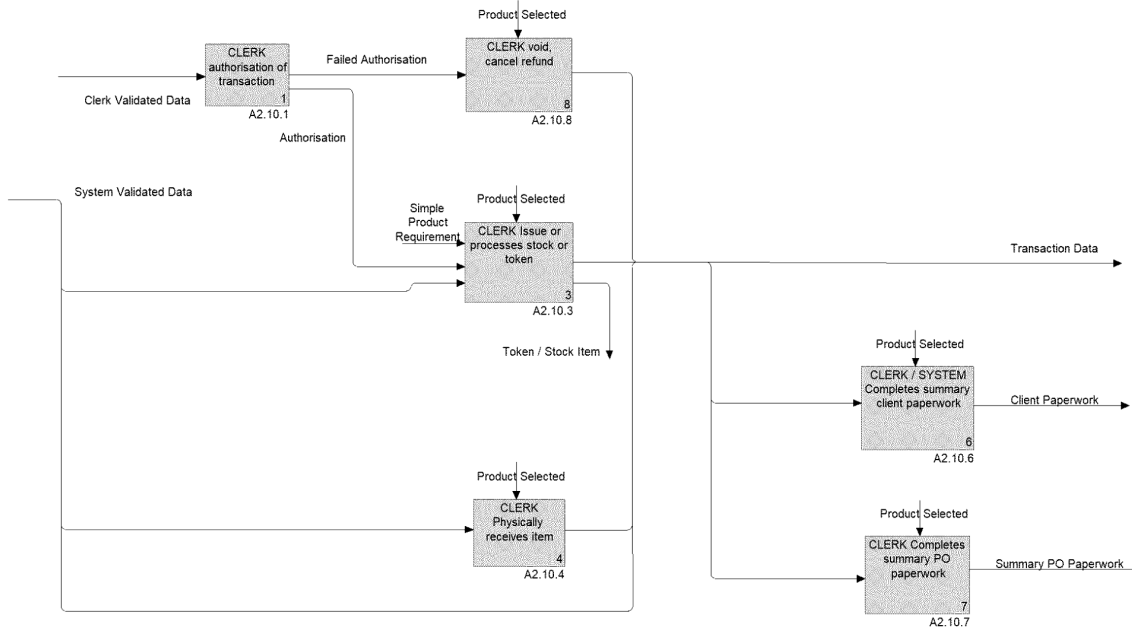 Product Selected
CLERK
authorisation of
transaction
1
A2.10.1
Failed Authorisation
CLERK void,
cancel refund
8
A2.10.8
Clerk Validated Data
Authorisation
System Validated Data
Product Selected
Simple
Product
Requirement
CLERK Issue or
processes stock or
token
3
A2.10.3
Transaction Data
Token / Stock Item
Product Selected
CLERK / SYSTEM
Completes summary
client paperwork
6
A2.10.6
Client Paperwork
Product Selected
CLERK
Physically
receives item
4
A2.10.4
Product Selected
CLERK Completes
summary PO
paperwork
7
A2.10.7
Summary PO Paperwork